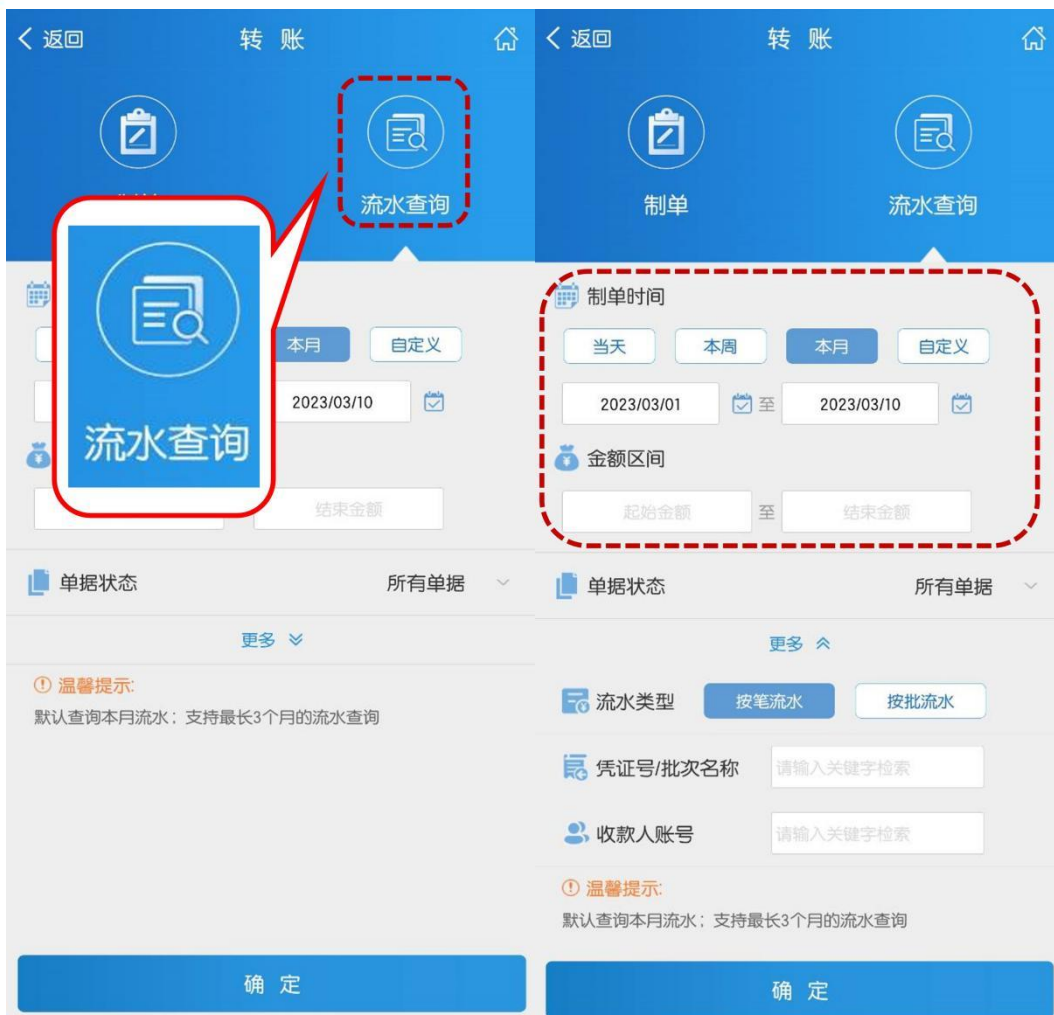 返回
转 账
流水查询
流水查询
本月
自定义
2023/03/10
结束金额
单据状态
所有单据
更多
温馨提示:
默认查询本月流水；支持最长3个月的流水查询
确 定
返回
转 账
制单
流水查询
制单时间
当天
本周
本月
自定义
2023/03/01
至
2023/03/10
金额区间
起始金额
至
结束金额
单据状态
所有单据
更多
流水类型
按笔流水
按批流水
凭证号/批次名称
请输入关键字检索
收款人账号
请输入关键字检索
温馨提示:
默认查询本月流水；支持最长3个月的流水查询
确 定